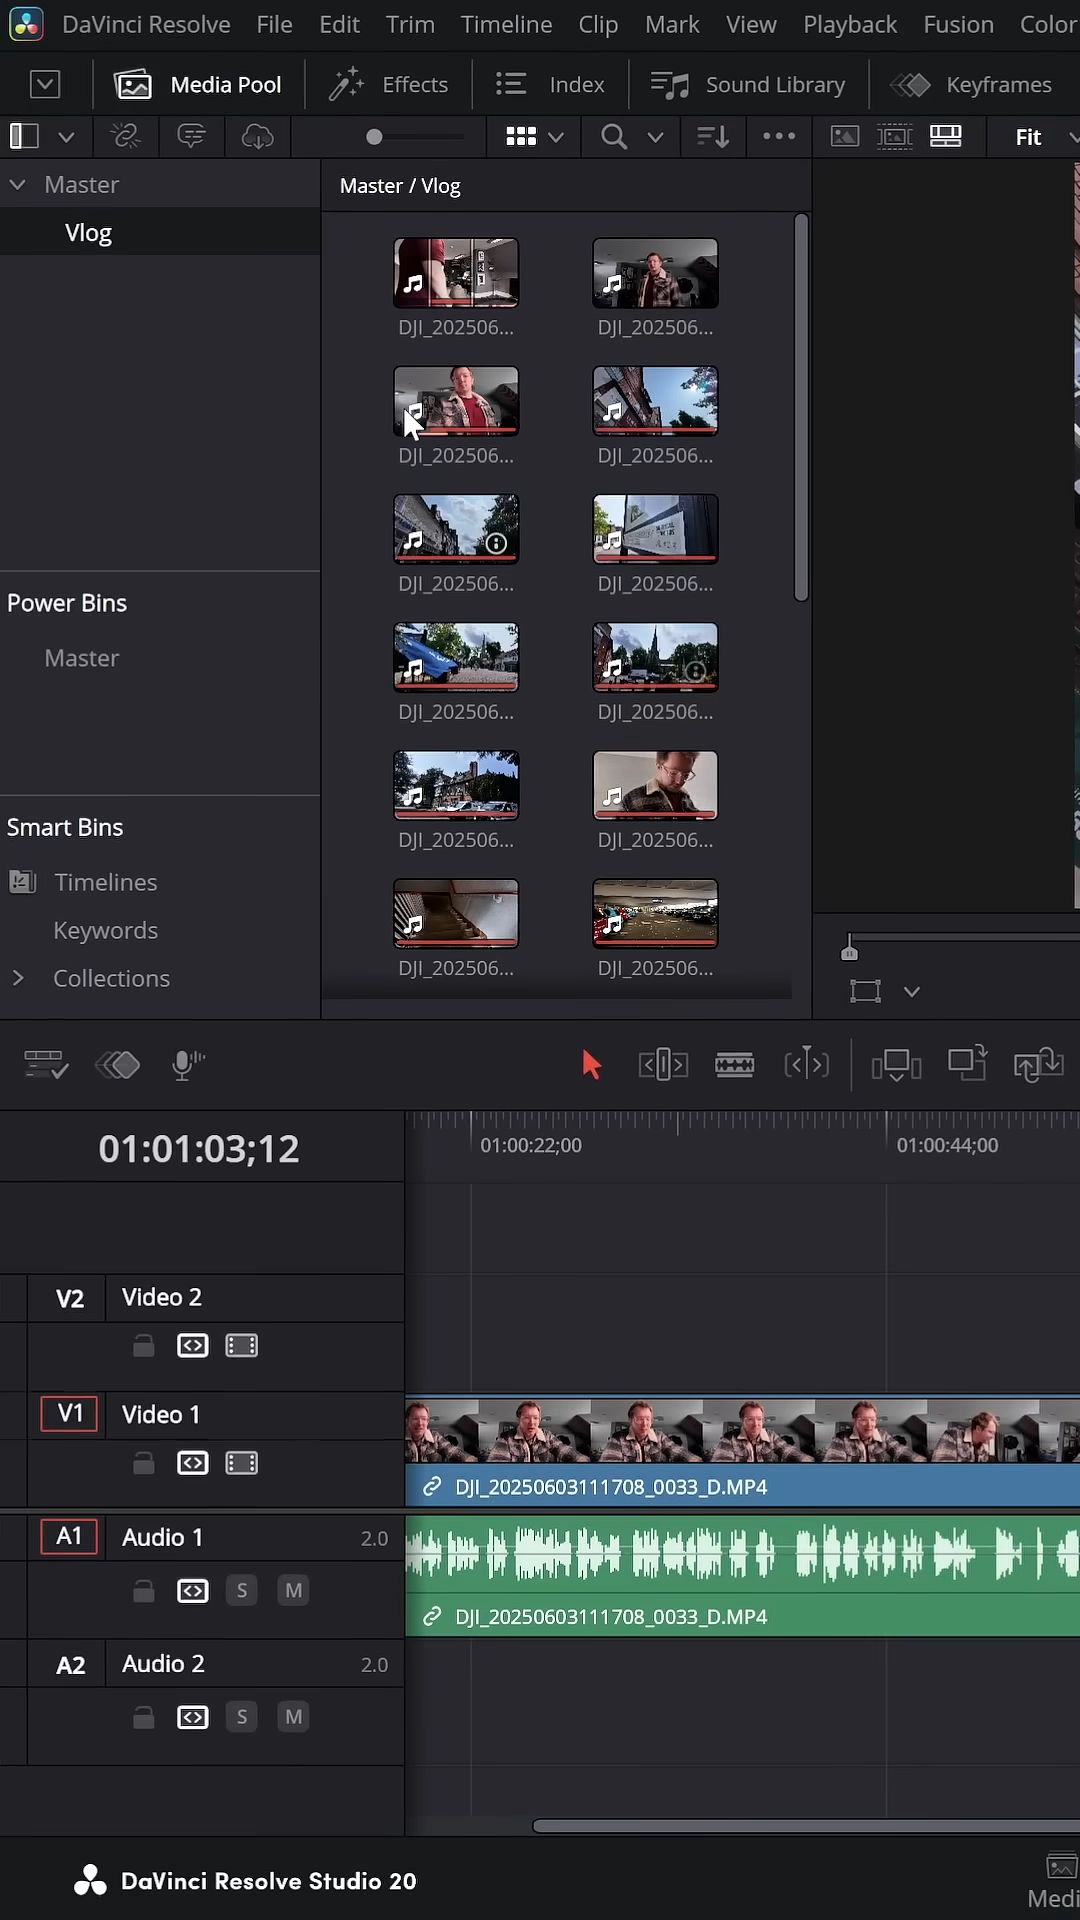 DaVinci Resolve File Edit Trim Timeline Clip Mark View Playback Fusion Color
Media Pool Effects Index Sound Library Keyframes
Fit
Master
Master / Vlog
Vlog
DJI_202506... DJI_202506...
DJI_202506... DJI_202506...
DJI_202506... DJI_202506...
DJI_202506... DJI_202506...
DJI_202506... DJI_202506...
DJI_202506... DJI_202506...
Power Bins
Master
Smart Bins
Timelines
Keywords
Collections
01:01:03;12
01:00:22;00 01:00:44;00
V2 Video 2
V1 Video 1
DJI_20250603111708_0033_D.MP4
A1 Audio 1 2.0
S M
DJI_20250603111708_0033_D.MP4
A2 Audio 2 2.0
S M
DaVinci Resolve Studio 20
Medi